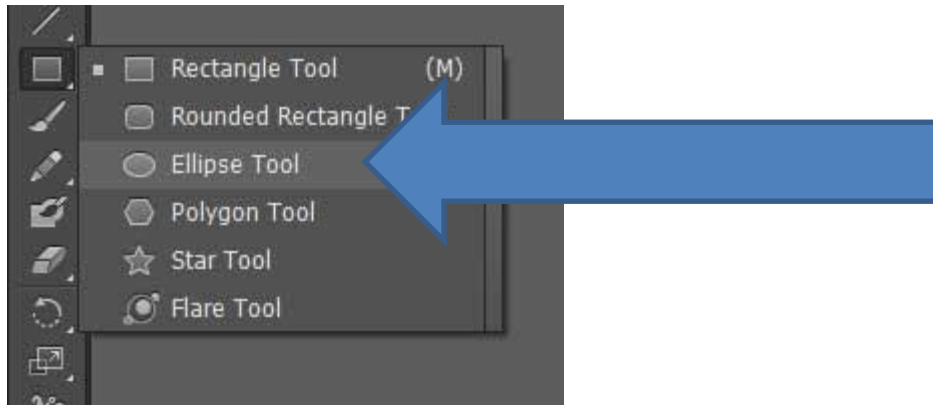 Rectangle Tool (M)
Rounded Rectangle T
Ellipse Tool
Polygon Tool
Star Tool
Flare Tool